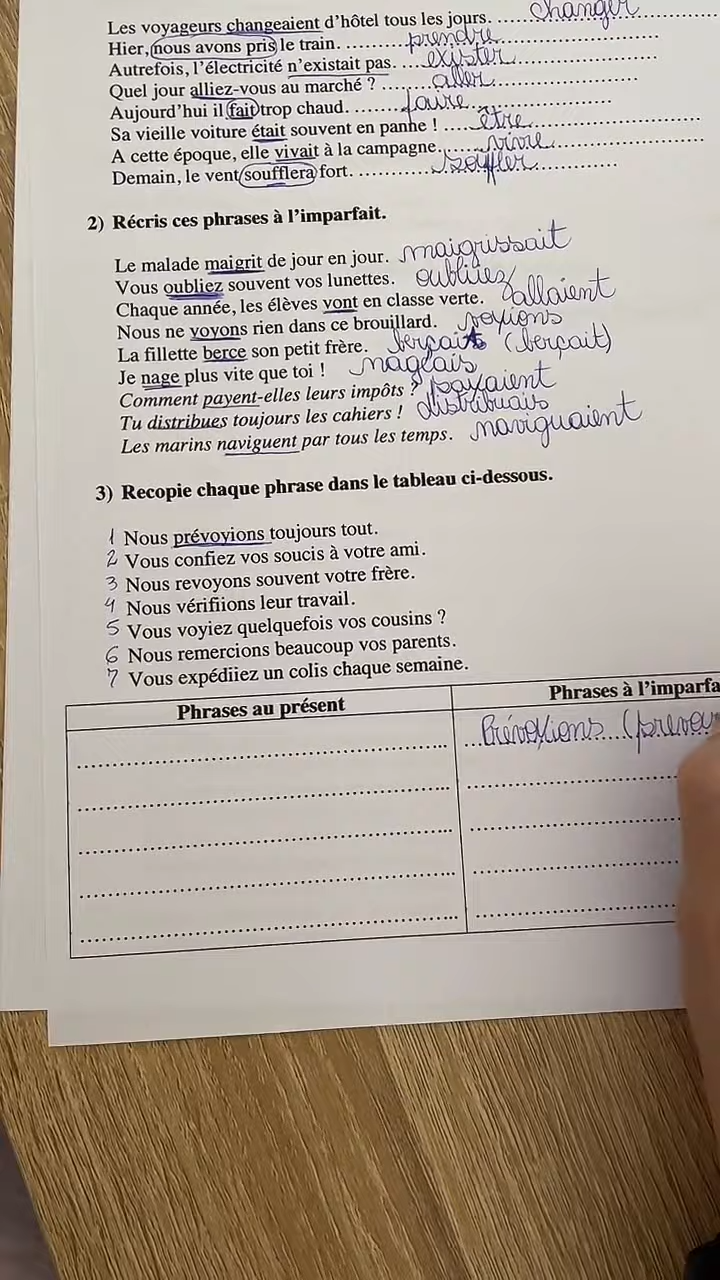 Les voyageurs changeaient d'hôtel tous les jours. ............ changer
Hier, nous avons pris le train. ............ prendre
Autrefois, l'électricité n'existait pas. ............ exister
Quel jour alliez-vous au marché ? ............ aller
Aujourd'hui il fait trop chaud. ............ faire
Sa vieille voiture était souvent en panne ! ............ être
A cette époque, elle vivait à la campagne. ............ vivre
Demain, le vent soufflera fort. ............ souffler
2) Récris ces phrases à l'imparfait.
Le malade maigrit de jour en jour. maigrissait
Vous oubliez souvent vos lunettes. oubliiez
Chaque année, les élèves vont en classe verte. allaient
Nous ne voyons rien dans ce brouillard. voyions
La fillette berce son petit frère. berçait (berçait)
Je nage plus vite que toi ! nageais
Comment payent-elles leurs impôts ? payaient
Tu distribues toujours les cahiers ! distribuais
Les marins naviguent par tous les temps. naviguaient
3) Recopie chaque phrase dans le tableau ci-dessous.
1 Nous prévoyions toujours tout.
2 Vous confiez vos soucis à votre ami.
3 Nous revoyons souvent votre frère.
4 Nous vérifiions leur travail.
5 Vous voyiez quelquefois vos cousins ?
6 Nous remercions beaucoup vos parents.
7 Vous expédiiez un colis chaque semaine.
Phrases au présent Phrases à l'imparfa
Prévoyions (prévoy